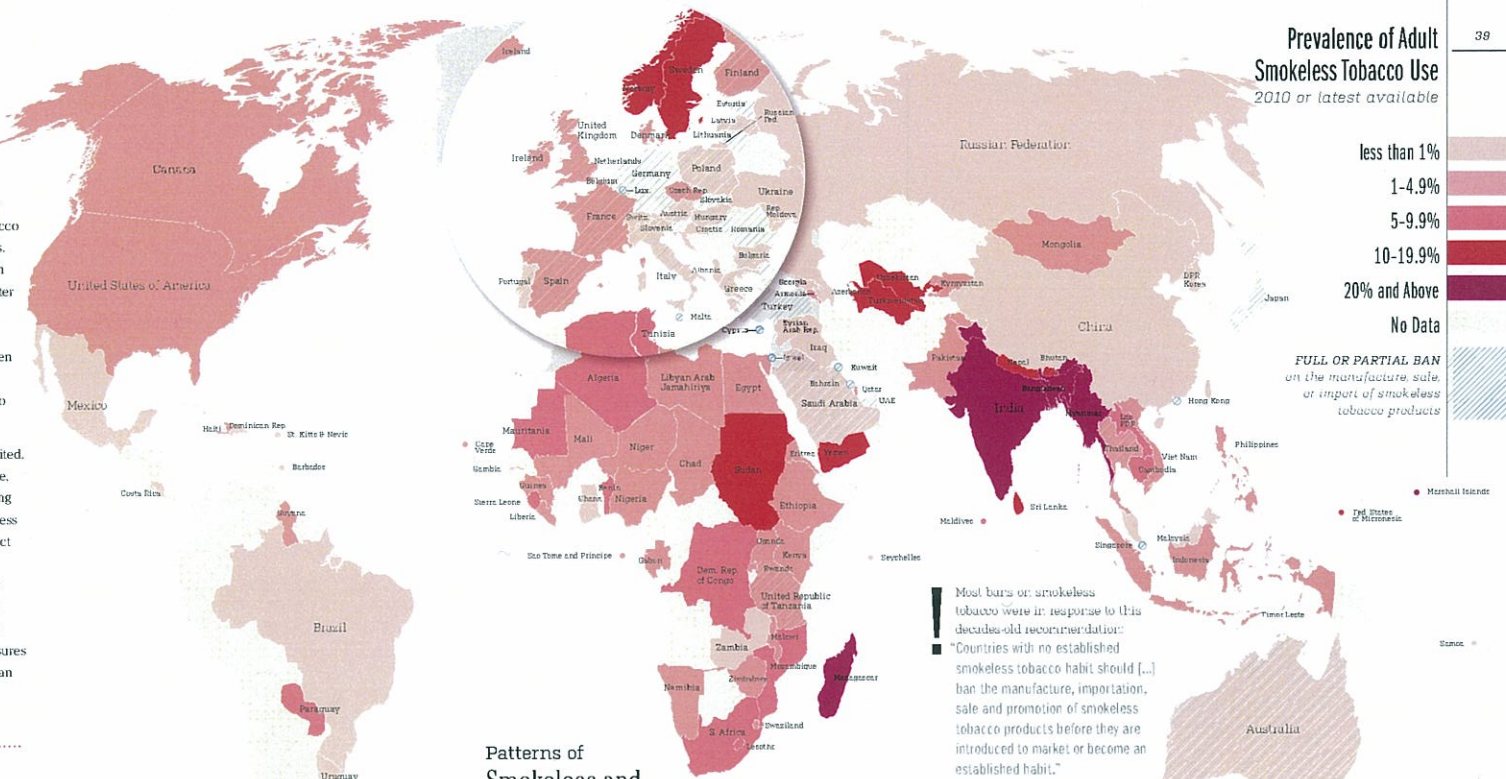 39
Prevalence of Adult
Smokeless Tobacco Use
2010 or latest available
less than 1%
1-4.9%
5-9.9%
10-19.9%
20% and Above
No Data
FULL OR PARTIAL BAN
on the manufacture, sale,
or import of smokeless
tobacco products
Canada
United States of America
Mexico
Haiti
Dominican Rep
St. Kitts & Nevis
Barbados
Costa Rica
Guyana
Brazil
Paraguay
Uruguay
Iceland
Norway
Sweden
Finland
Estonia
Latvia
Lithuania
Russian
Fed.
United
Kingdom
Denmark
Ireland
Netherlands
Germany
Poland
Belgium
Lux.
Czech Rep
Ukraine
Slovakia
France
Switz.
Austria
Hungary
Rep.
Moldova
Slovenia
Croatia
Romania
Bulgaria
Portugal
Spain
Italy
Albania
Greece
Malta
Tunisia
Russian Federation
Mongolia
Georgia
Armenia
Azerbaijan
Uzbekistan
Turkmenistan
Kyrgyzstan
Turkey
Cyprus
Syrian
Arab Rep.
Israel
Iraq
Kuwait
Bahrain
Qatar
UAE
Saudi Arabia
Yemen
DPR
Korea
Japan
China
Pakistan
Nepal
Bhutan
Bangladesh
India
Myanmar
Hong Kong
Lao
PDR
Thailand
Viet Nam
Cambodia
Philippines
Sri Lanka
Maldives
Malaysia
Singapore
Indonesia
Timor Leste
Marshall Islands
Fed States
of Micronesia
Samoa
Australia
Algeria
Libyan Arab
Jamahiriya
Egypt
Mauritania
Mali
Niger
Chad
Sudan
Eritrea
Cape
Verde
Gambia
Guinea
Sierra Leone
Liberia
Ghana
Benin
Nigeria
Ethiopia
Sao Tome and Principe
Gabon
Dem. Rep.
of Congo
Uganda
Kenya
Rwanda
Seychelles
United Republic
of Tanzania
Zambia
Malawi
Mozambique
Zimbabwe
Madagascar
Namibia
Swaziland
S Africa
Lesotho
!
Most bans on smokeless
tobacco were in response to this
decades-old recommendation:
"Countries with no established
smokeless tobacco habit should [...]
ban the manufacture, importation,
sale and promotion of smokeless
tobacco products before they are
introduced to market or become an
established habit."
Patterns of
Smokeless and